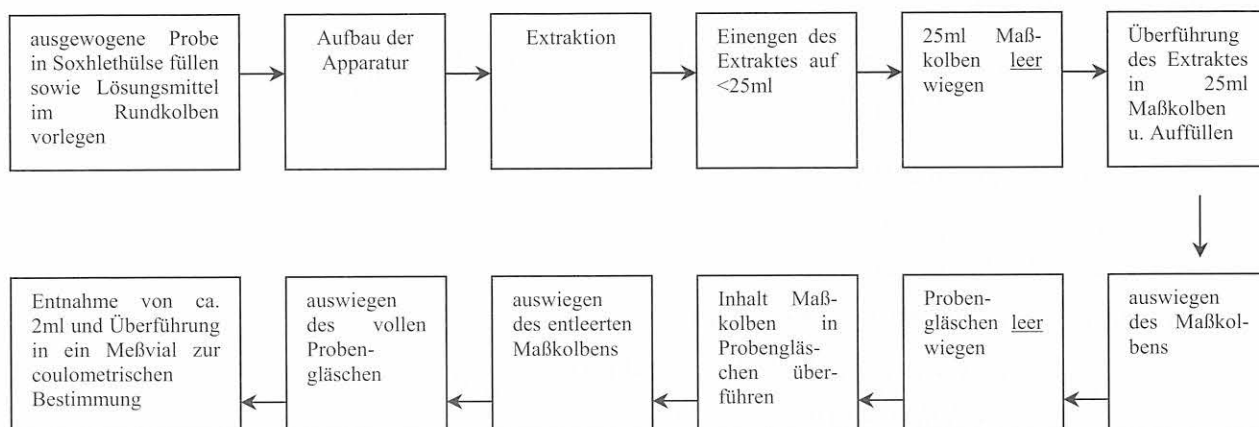 ausgewogene Probe
in Soxhlethülse füllen
sowie Lösungsmittel
im Rundkolben
vorlegen
Aufbau der
Apparatur
Extraktion
Einengen des
Extraktes auf
<25ml
25ml Maß-
kolben leer
wiegen
Überführung
des Extraktes
in 25ml
Maßkolben
u. Auffüllen
auswiegen
des Maßkol-
bens
Proben-
gläschen leer
wiegen
Inhalt Maß-
kolben in
Probengläs-
chen über-
führen
auswiegen
des entleerten
Maßkolbens
auswiegen
des vollen
Proben-
gläschen
Entnahme von ca.
2ml und Überführung
in ein Meßvial zur
coulometrischen
Bestimmung